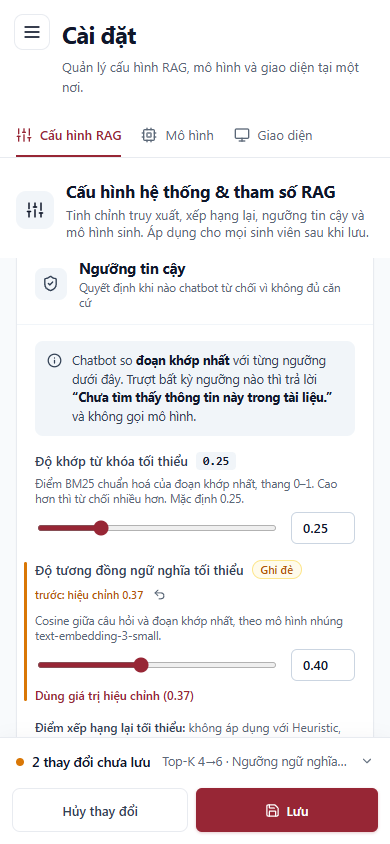 Cài đặt
Quản lý cấu hình RAG, mô hình và giao diện tại một
nơi.
Cấu hình RAG
Mô hình
Giao diện
Cấu hình hệ thống & tham số RAG
Tinh chỉnh truy xuất, xếp hạng lại, ngưỡng tin cậy và
mô hình sinh. Áp dụng cho mọi sinh viên sau khi lưu.
Ngưỡng tin cậy
Quyết định khi nào chatbot từ chối vì không đủ căn
cứ
Chatbot so đoạn khớp nhất với từng ngưỡng
dưới đây. Trượt bất kỳ ngưỡng nào thì trả lời
“Chưa tìm thấy thông tin này trong tài liệu.”
và không gọi mô hình.
Độ khớp từ khóa tối thiểu 0.25
Điểm BM25 chuẩn hoá của đoạn khớp nhất, thang 0–1. Cao
hơn thì từ chối nhiều hơn. Mặc định 0.25.
0.25
Độ tương đồng ngữ nghĩa tối thiểu Ghi đè
trước: hiệu chỉnh 0.37
Cosine giữa câu hỏi và đoạn khớp nhất, theo mô hình nhúng
text-embedding-3-small.
0.40
Dùng giá trị hiệu chỉnh (0.37)
Điểm xếp hạng lại tối thiểu: không áp dụng với Heuristic,
2 thay đổi chưa lưu Top-K 4→6 · Ngưỡng ngữ nghĩa...
Hủy thay đổi
Lưu